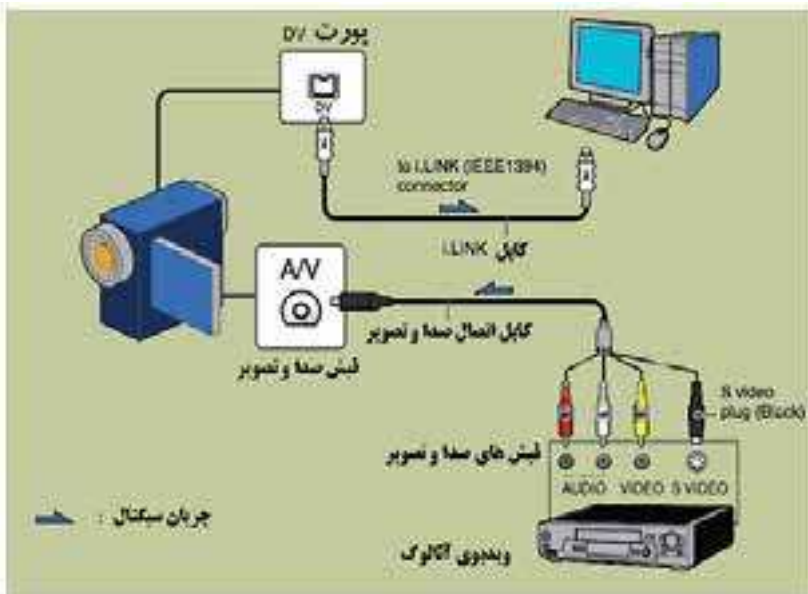 پورت DV
DV
to i.LINK (IEEE1394)
connector
کابل i.LINK
A/V
کابل اتصال صدا و تصویر
فیش صدا و تصویر
S video
plug (Black)
فیش های صدا و تصویر
AUDIO VIDEO S VIDEO
جریان سیگنال :
ویدیوی آنالوگ